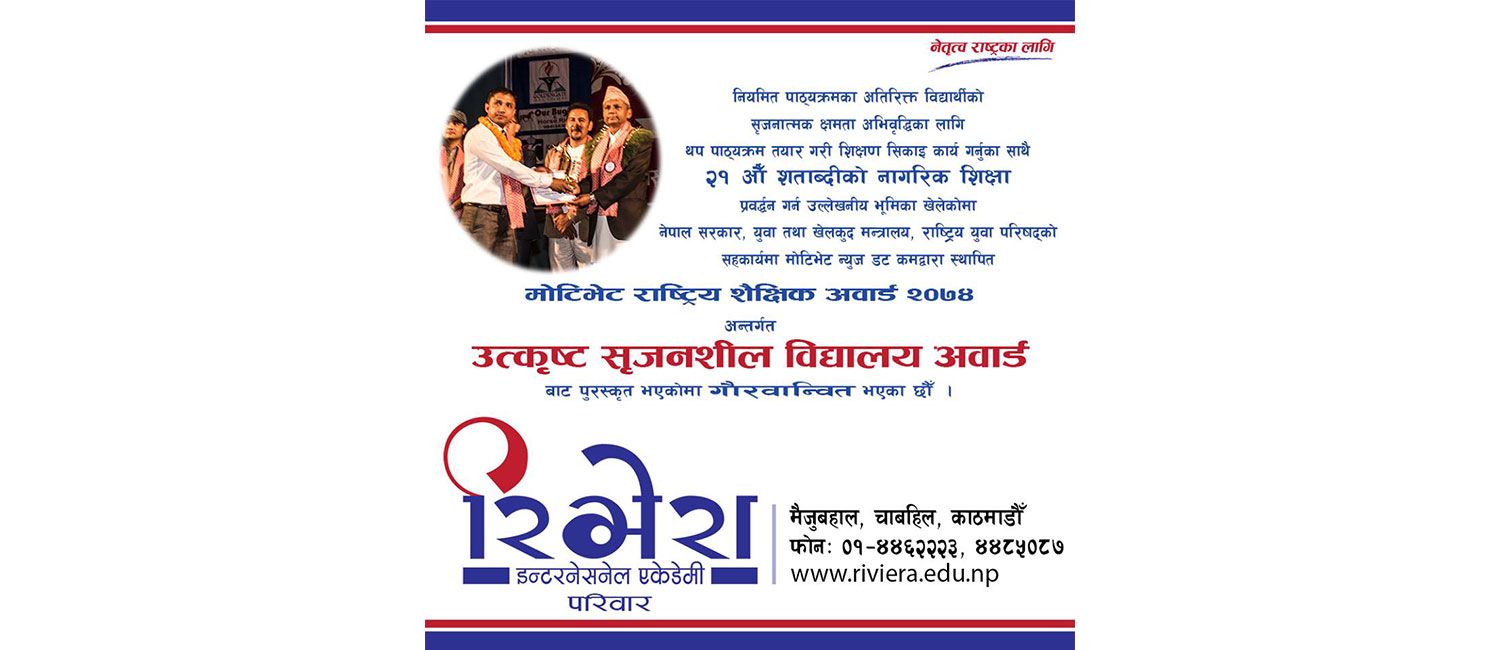 नेतृत्व राष्ट्रका लागि
नियमित पाठ्यक्रमका अतिरिक्त विद्यार्थीको
सृजनात्मक क्षमता अभिवृद्धिका लागि
थप पाठ्यक्रम तयार गरी शिक्षण सिकाइ कार्य गर्नुका साथै
२१ औँ शताब्दीको नागरिक शिक्षा
प्रवर्द्धन गर्न उल्लेखनीय भूमिका खेलेकोमा
नेपाल सरकार, युवा तथा खेलकुद मन्त्रालय, राष्ट्रिय युवा परिषद्को
सहकार्यमा मोटिभेट न्युज डट कमद्वारा स्थापित
मोटिभेट राष्ट्रिय शैक्षिक अवार्ड २०७४
अन्तर्गत
उत्कृष्ट सृजनशील विद्यालय अवार्ड
बाट पुरस्कृत भएकोमा गौरवान्वित भएका छौँ ।
रिभेरा
इन्टरनेसनेल एकेडेमी
परिवार
मैजुबहाल, चाबहिल, काठमाडौँ
फोन: ०१-४४६२२२३, ४४८५०८७
www.riviera.edu.np